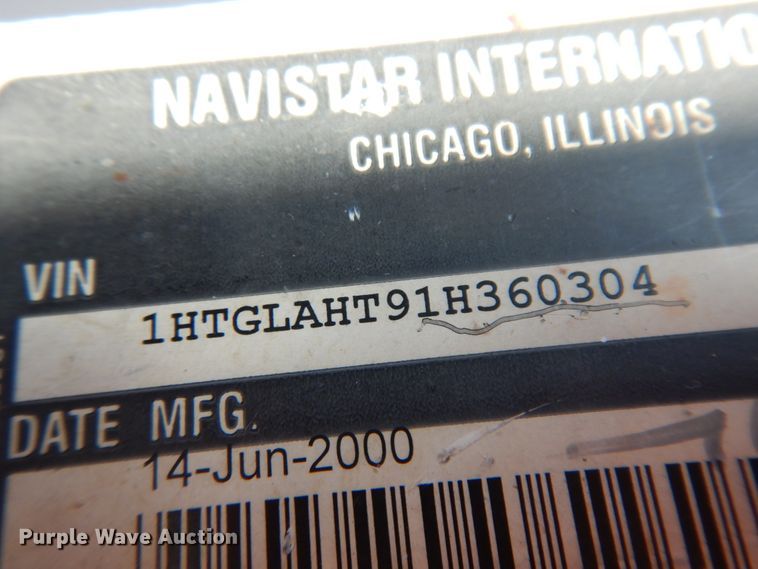 NAVISTAR INTERNATIO
CHICAGO, ILLINOIS
VIN
1HTGLAHT91H360304
DATE MFG.
14-Jun-2000
Purple Wave Auction®